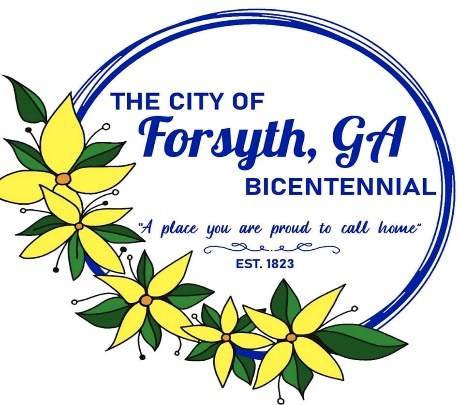 THE CITY OF
Forsyth, GA
BICENTENNIAL
"A place you are proud to call home"
EST. 1823